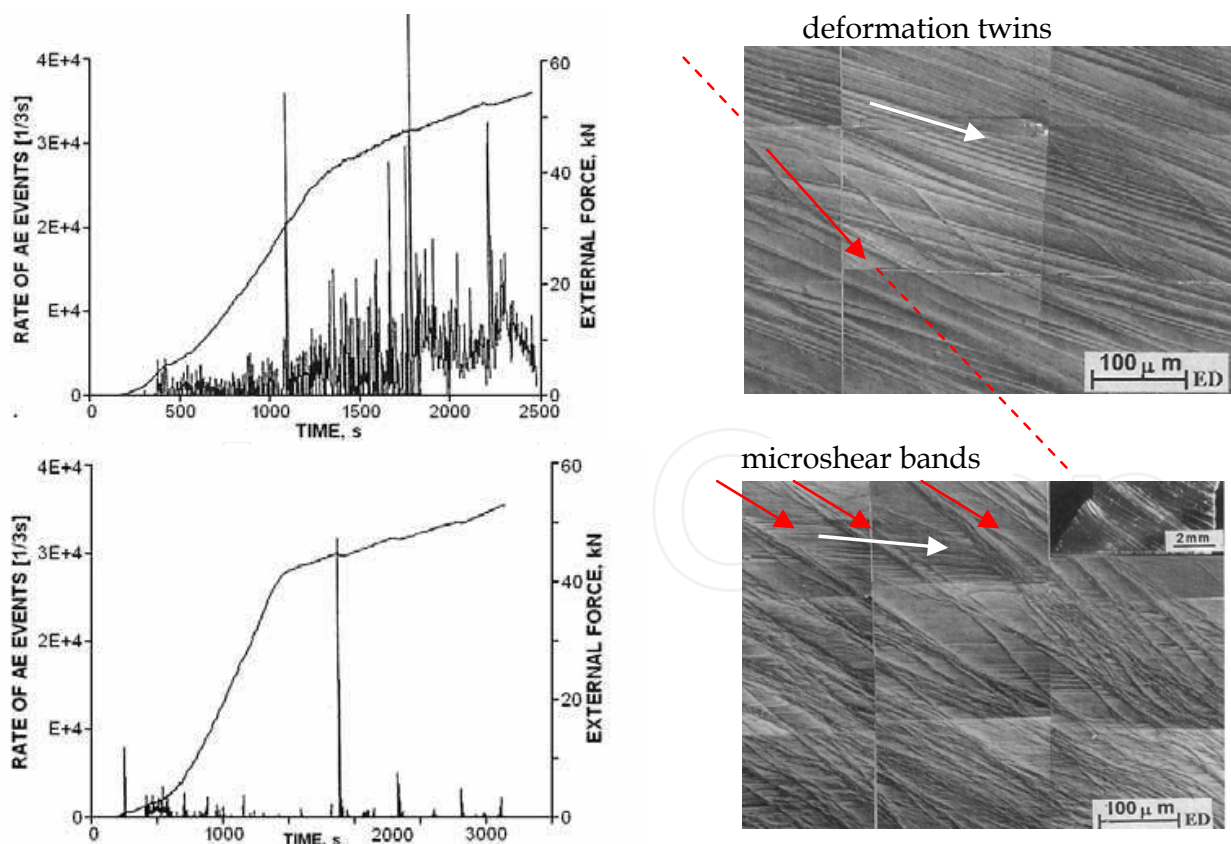 deformation twins
4E+4
3E+4
2E+4
E+4
0
RATE OF AE EVENTS [1/3s]
60
40
20
0
EXTERNAL FORCE, kN
0 500 1000 1500 2000 2500
TIME, s
100 μ m ED
microshear bands
4E+4
3E+4
2E+4
E+4
0
RATE OF AE EVENTS [1/3s]
60
40
20
0
EXTERNAL FORCE, kN
0 1000 2000 3000
TIME, s
2mm
100 μ m ED